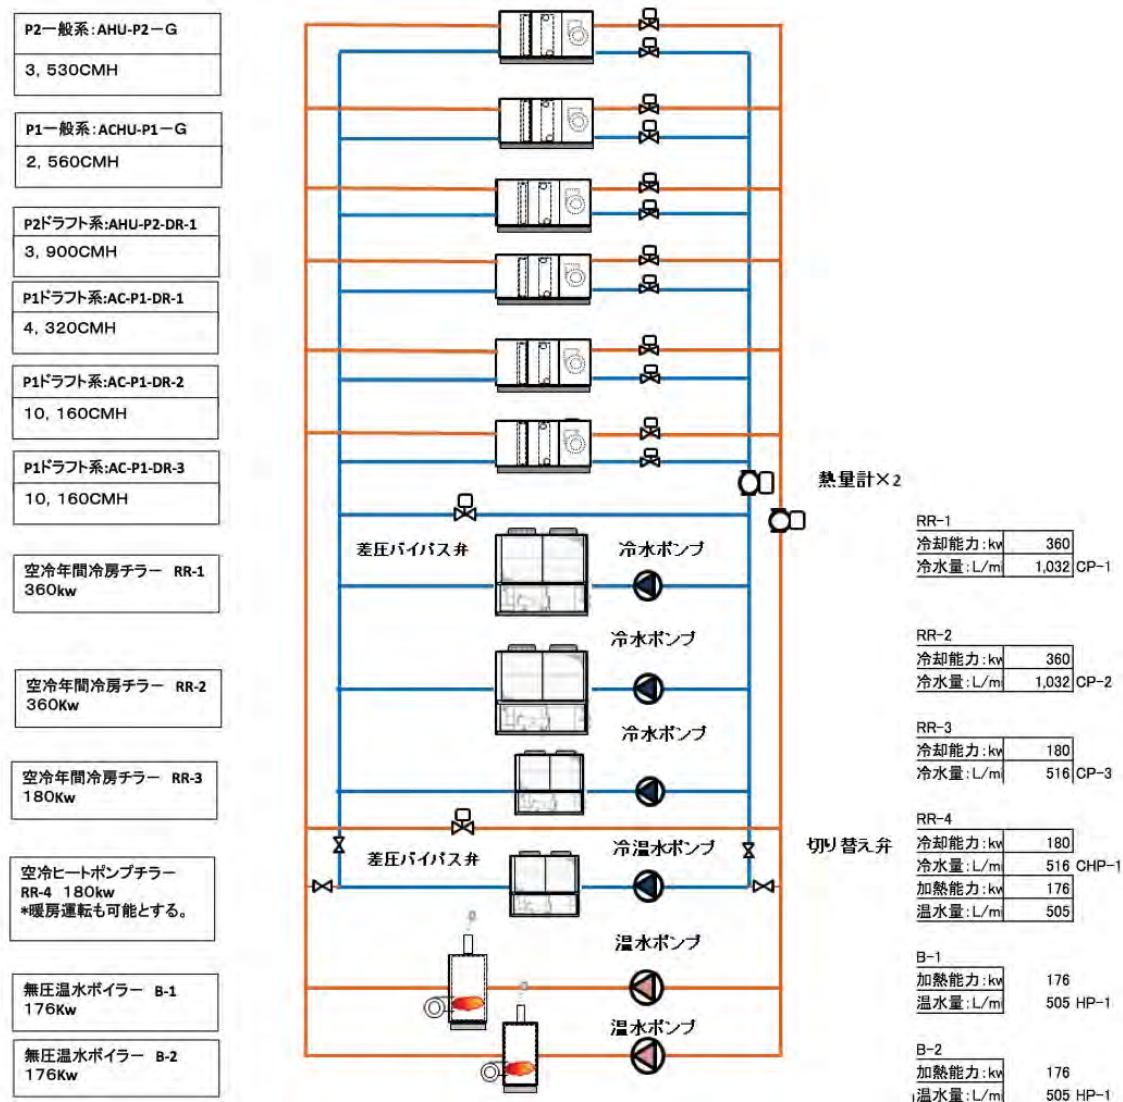 P2一般系:AHU-P2-G
3, 530CMH
P1一般系:ACHU-P1-G
2, 560CMH
P2ドラフト系:AHU-P2-DR-1
3, 900CMH
P1ドラフト系:AC-P1-DR-1
4, 320CMH
P1ドラフト系:AC-P1-DR-2
10, 160CMH
P1ドラフト系:AC-P1-DR-3
10, 160CMH
空冷年間冷房チラー RR-1
360kw
空冷年間冷房チラー RR-2
360Kw
空冷年間冷房チラー RR-3
180Kw
空冷ヒートポンプチラー
RR-4 180kw
*暖房運転も可能とする。
無圧温水ボイラー B-1
176Kw
無圧温水ボイラー B-2
176Kw
熱量計×2
差圧バイパス弁
冷水ポンプ
冷水ポンプ
冷水ポンプ
差圧バイパス弁
冷温水ポンプ
切り替え弁
温水ポンプ
温水ポンプ
RR-1
冷却能力:kw 360
冷水量:L/mi 1,032 CP-1
RR-2
冷却能力:kw 360
冷水量:L/mi 1,032 CP-2
RR-3
冷却能力:kw 180
冷水量:L/mi 516 CP-3
RR-4
冷却能力:kw 180
冷水量:L/mi 516 CHP-1
加熱能力:kw 176
温水量:L/mi 505
B-1
加熱能力:kw 176
温水量:L/mi 505 HP-1
B-2
加熱能力:kw 176
温水量:L/mi 505 HP-1